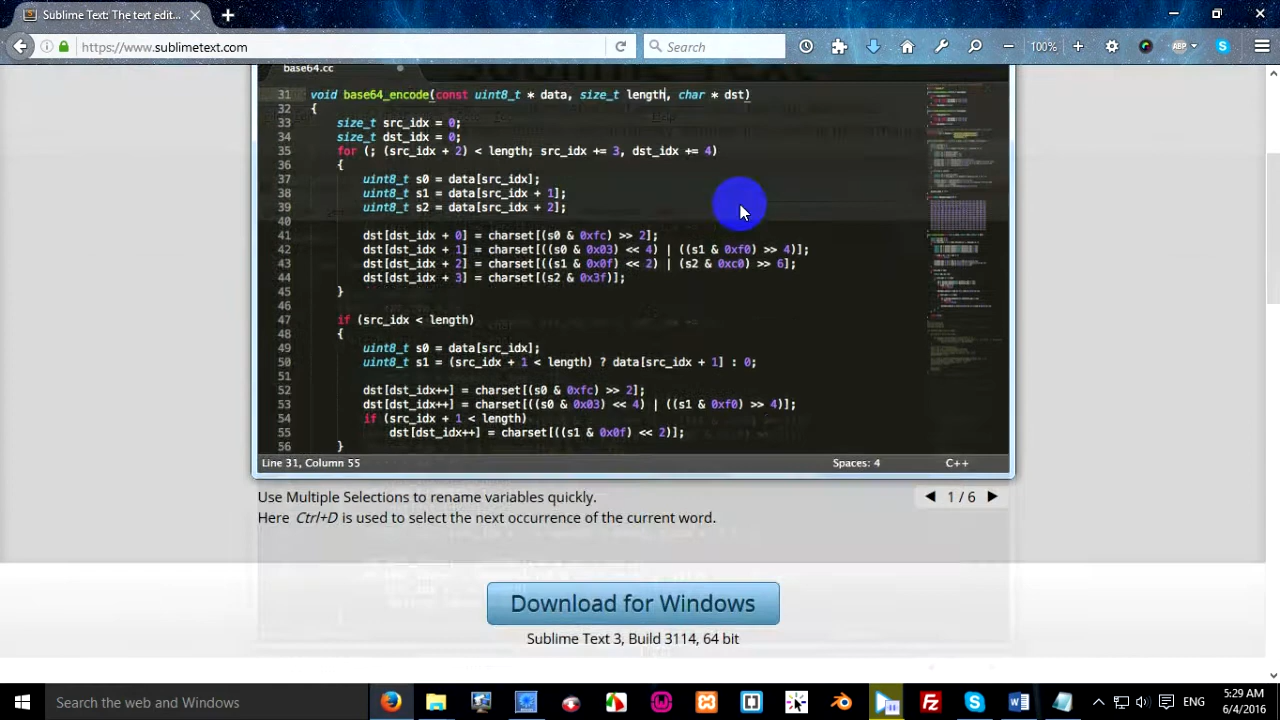 Sublime Text: The text edit...
https://www.sublimetext.com
Search
100%
ABP
base64.cc
31 void base64_encode(const uint8_t * data, size_t length, char * dst)
32 {
33 size_t src_idx = 0;
34 size_t dst_idx = 0;
35 for (; (src_idx + 2) < length; src_idx += 3, dst_idx += 4)
36 {
37 uint8_t s0 = data[src_idx];
38 uint8_t s1 = data[src_idx + 1];
39 uint8_t s2 = data[src_idx + 2];
40
41 dst[dst_idx + 0] = charset[(s0 & 0xfc) >> 2];
42 dst[dst_idx + 1] = charset[((s0 & 0x03) << 4) | ((s1 & 0xf0) >> 4)];
43 dst[dst_idx + 2] = charset[((s1 & 0x0f) << 2) | (s2 & 0xc0) >> 6];
44 dst[dst_idx + 3] = charset[(s2 & 0x3f)];
45 }
46
47 if (src_idx < length)
48 {
49 uint8_t s0 = data[src_idx];
50 uint8_t s1 = (src_idx + 1 < length) ? data[src_idx + 1] : 0;
51
52 dst[dst_idx++] = charset[(s0 & 0xfc) >> 2];
53 dst[dst_idx++] = charset[((s0 & 0x03) << 4) | ((s1 & 0xf0) >> 4)];
54 if (src_idx + 1 < length)
55 dst[dst_idx++] = charset[((s1 & 0x0f) << 2)];
56 }
Line 31, Column 55
Spaces: 4
C++
Use Multiple Selections to rename variables quickly.
1 / 6
Here Ctrl+D is used to select the next occurrence of the current word.
Download for Windows
Sublime Text 3, Build 3114, 64 bit
Search the web and Windows
ENG
5:29 AM
6/4/2016